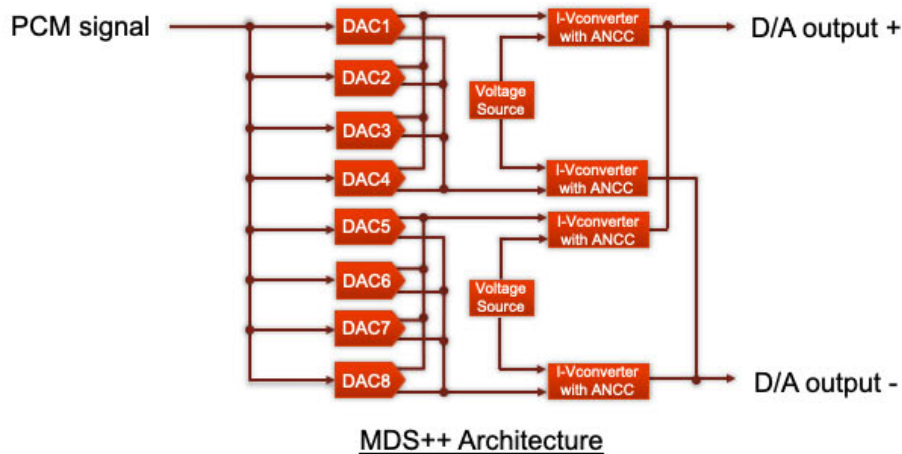 PCM signal
DAC1
DAC2
DAC3
DAC4
DAC5
DAC6
DAC7
DAC8
I-Vconverter
with ANCC
Voltage
Source
I-Vconverter
with ANCC
I-Vconverter
with ANCC
Voltage
Source
I-Vconverter
with ANCC
D/A output +
D/A output -
MDS++ Architecture